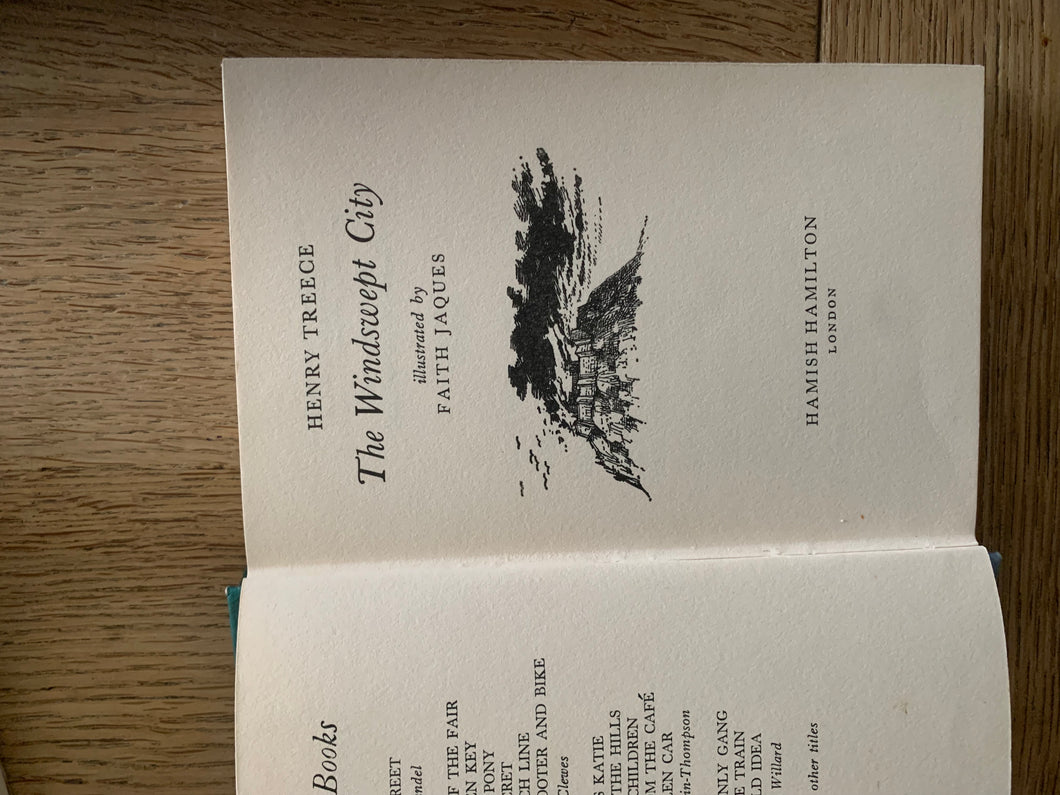 Books
REET
ndel
F THE FAIR
N KEY
PONY
CRET
CH LINE
OOTER AND BIKE
Clewes
S KATIE
THE HILLS
CHILDREN
M THE CAFÉ
LEN CAR
in-Thompson
NLY GANG
E TRAIN
LD IDEA
Willard
other titles
HENRY TREECE
The Windswept City
illustrated by
FAITH JAQUES
HAMISH HAMILTON
LONDON